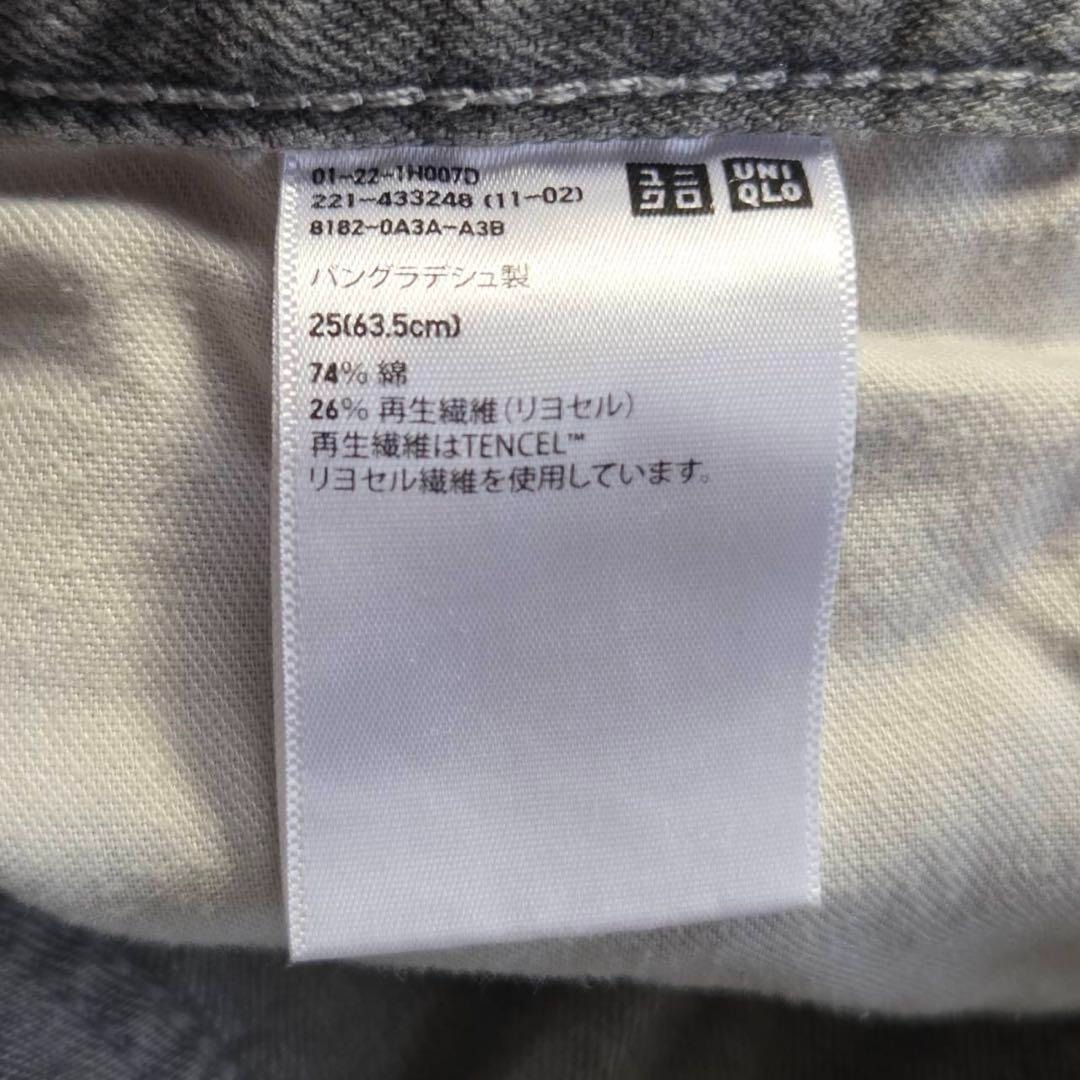 01-22-1H007D
221-433248 (11-02)
8182-0A3A-A3B
ユニクロ
UNIQLO
バングラデシュ製
25(63.5cm)
74% 綿
26% 再生繊維(リヨセル)
再生繊維はTENCEL™
リヨセル繊維を使用しています。